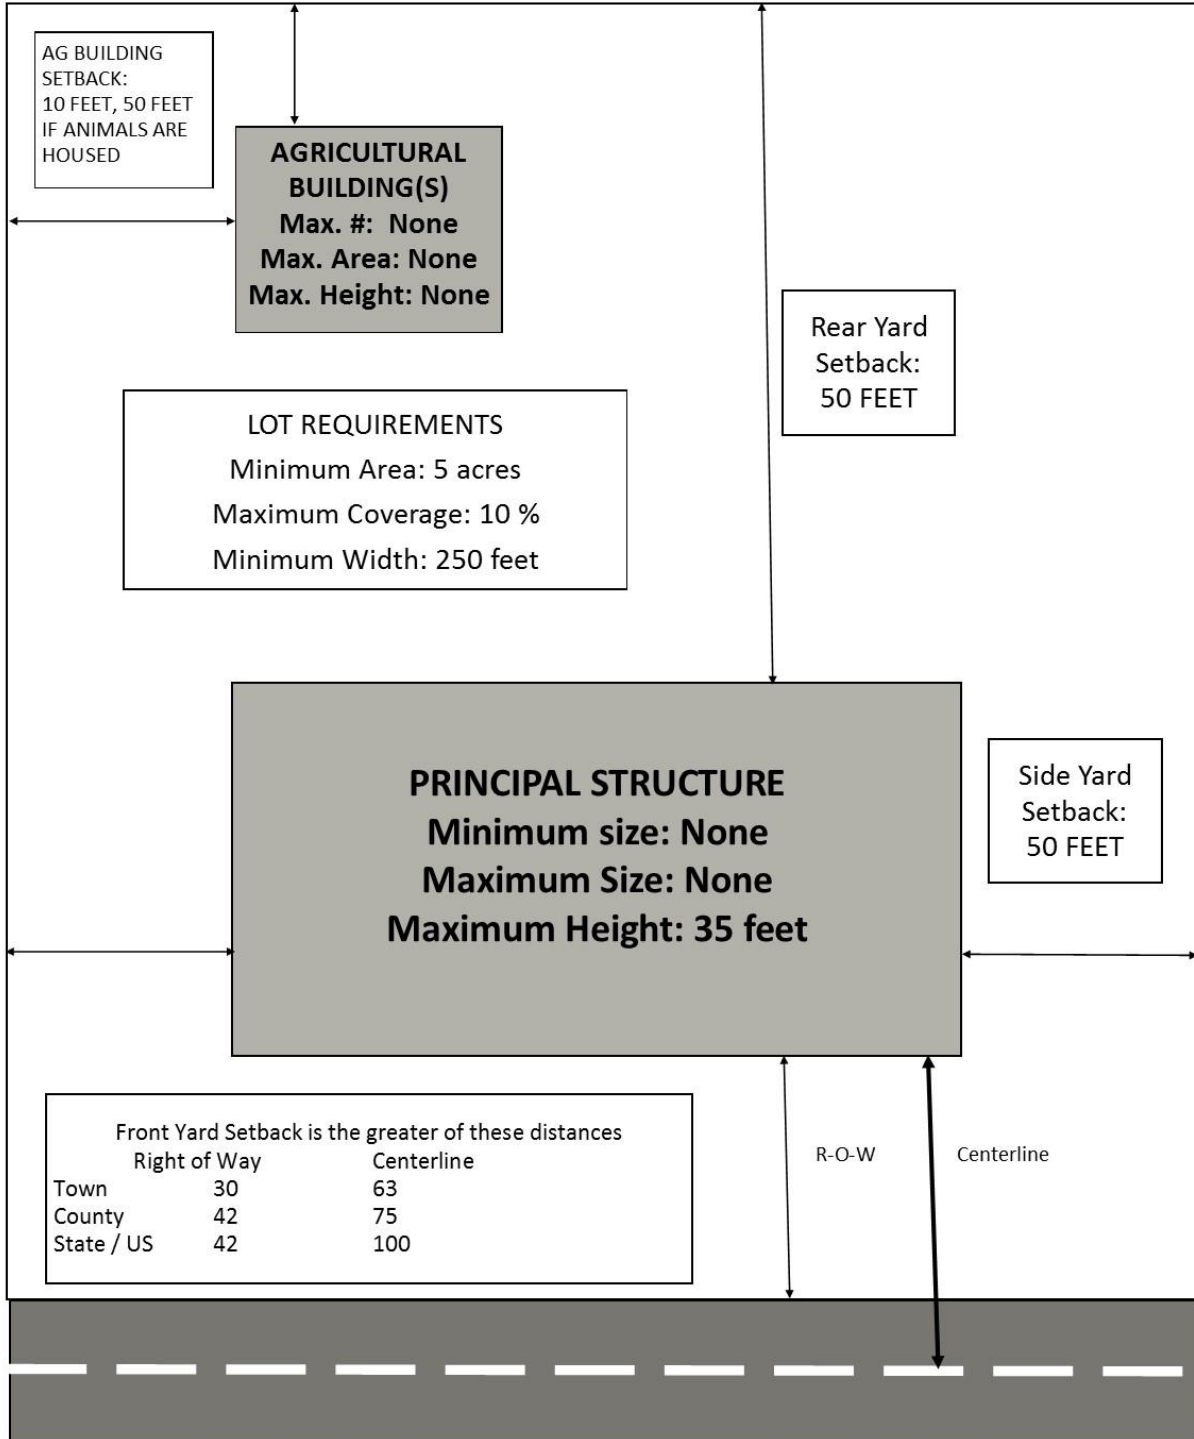 AG BUILDING
SETBACK:
10 FEET, 50 FEET
IF ANIMALS ARE
HOUSED
AGRICULTURAL
BUILDING(S)
Max. #: None
Max. Area: None
Max. Height: None
Rear Yard
Setback:
50 FEET
LOT REQUIREMENTS
Minimum Area: 5 acres
Maximum Coverage: 10 %
Minimum Width: 250 feet
PRINCIPAL STRUCTURE
Minimum size: None
Maximum Size: None
Maximum Height: 35 feet
Side Yard
Setback:
50 FEET
Front Yard Setback is the greater of these distances
Right of Way Centerline
Town 30 63
County 42 75
State / US 42 100
R-O-W
Centerline